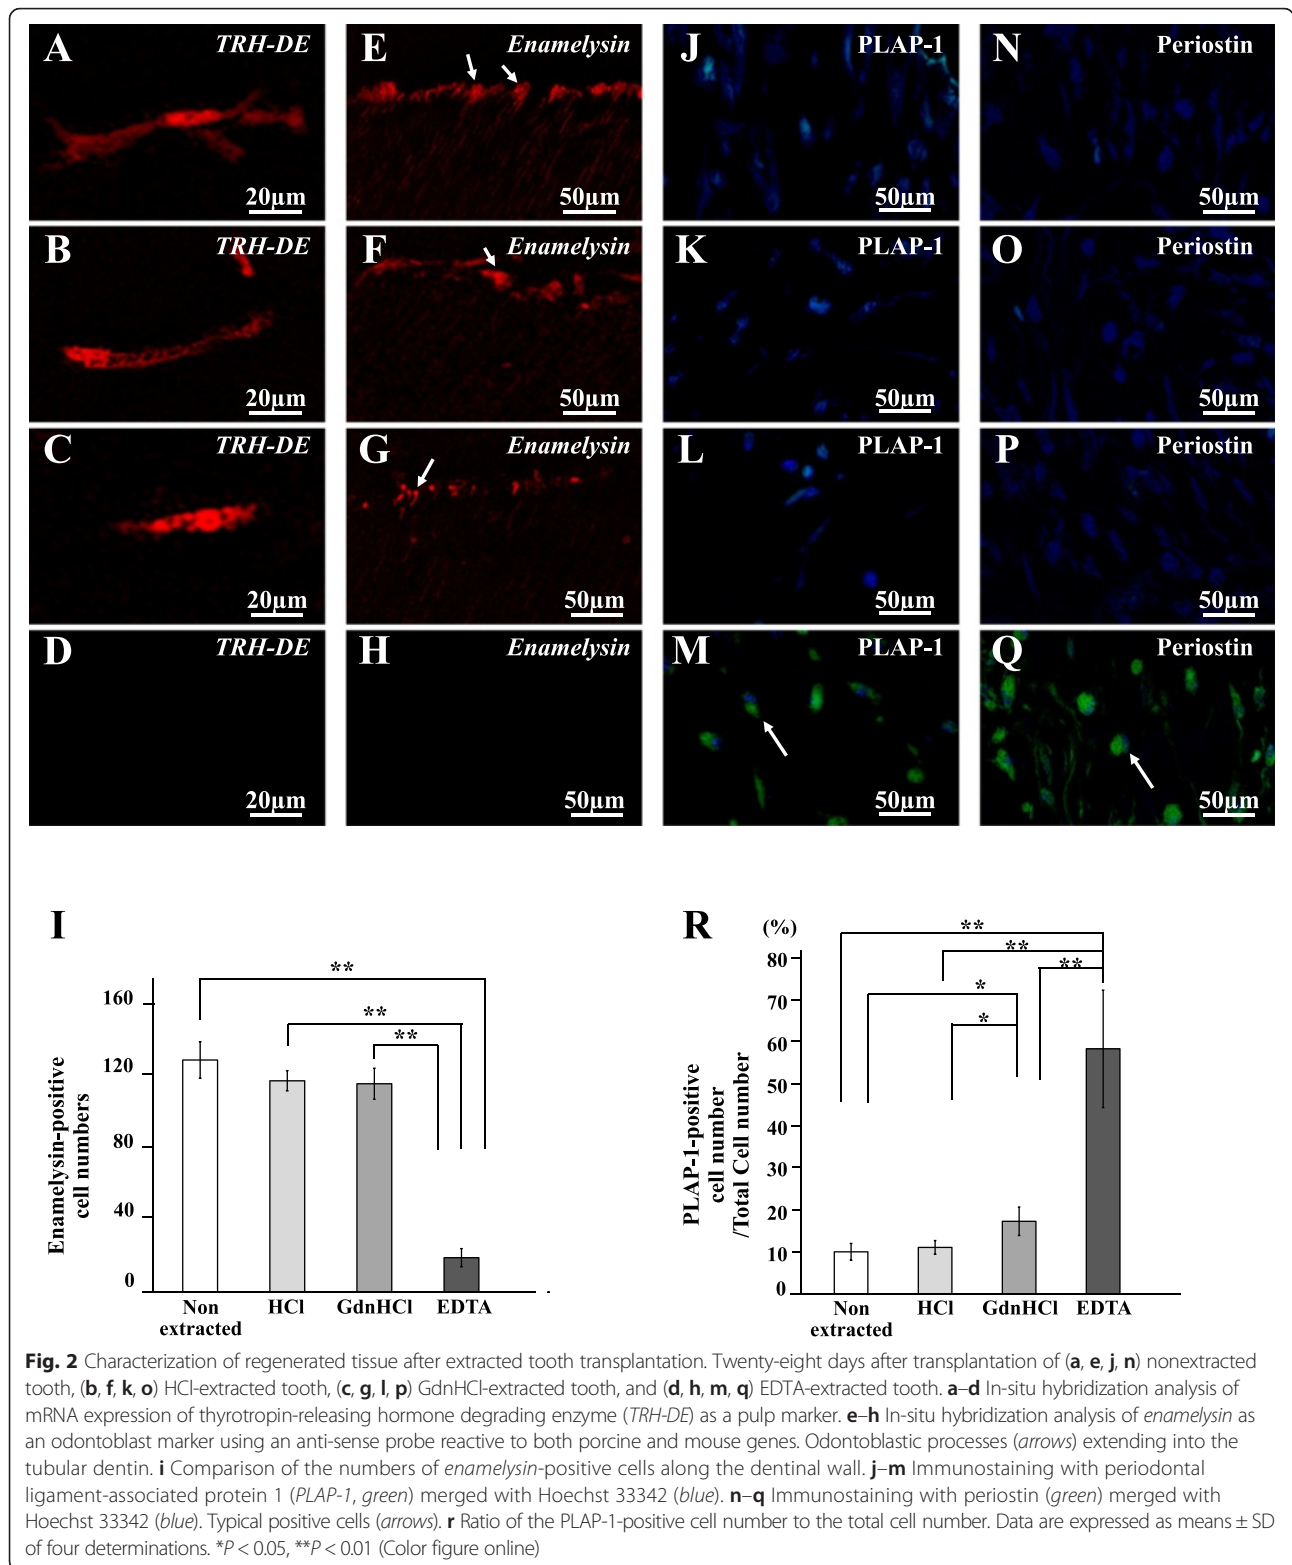 A TRH-DE 20µm
E Enamelysin 50µm
J PLAP-1 50µm
N Periostin 50µm
B TRH-DE 20µm
F Enamelysin 50µm
K PLAP-1 50µm
O Periostin 50µm
C TRH-DE 20µm
G Enamelysin 50µm
L PLAP-1 50µm
P Periostin 50µm
D TRH-DE 20µm
H Enamelysin 50µm
M PLAP-1 50µm
Q Periostin 50µm
I
Enamelysin-positive
cell numbers
160
120
80
40
0
**
**
**
Non
extracted
HCl
GdnHCl
EDTA
R
(%)
PLAP-1-positive
cell number
/Total Cell number
80
70
60
50
40
30
20
10
0
**
**
**
*
*
Non
extracted
HCl
GdnHCl
EDTA
Fig. 2 Characterization of regenerated tissue after extracted tooth transplantation. Twenty-eight days after transplantation of (a, e, j, n) nonextracted
tooth, (b, f, k, o) HCl-extracted tooth, (c, g, l, p) GdnHCl-extracted tooth, and (d, h, m, q) EDTA-extracted tooth. a–d In-situ hybridization analysis of
mRNA expression of thyrotropin-releasing hormone degrading enzyme (TRH-DE) as a pulp marker. e–h In-situ hybridization analysis of enamelysin as
an odontoblast marker using an anti-sense probe reactive to both porcine and mouse genes. Odontoblastic processes (arrows) extending into the
tubular dentin. i Comparison of the numbers of enamelysin-positive cells along the dentinal wall. j–m Immunostaining with periodontal
ligament-associated protein 1 (PLAP-1, green) merged with Hoechst 33342 (blue). n–q Immunostaining with periostin (green) merged with
Hoechst 33342 (blue). Typical positive cells (arrows). r Ratio of the PLAP-1-positive cell number to the total cell number. Data are expressed as means ± SD
of four determinations. *P < 0.05, **P < 0.01 (Color figure online)